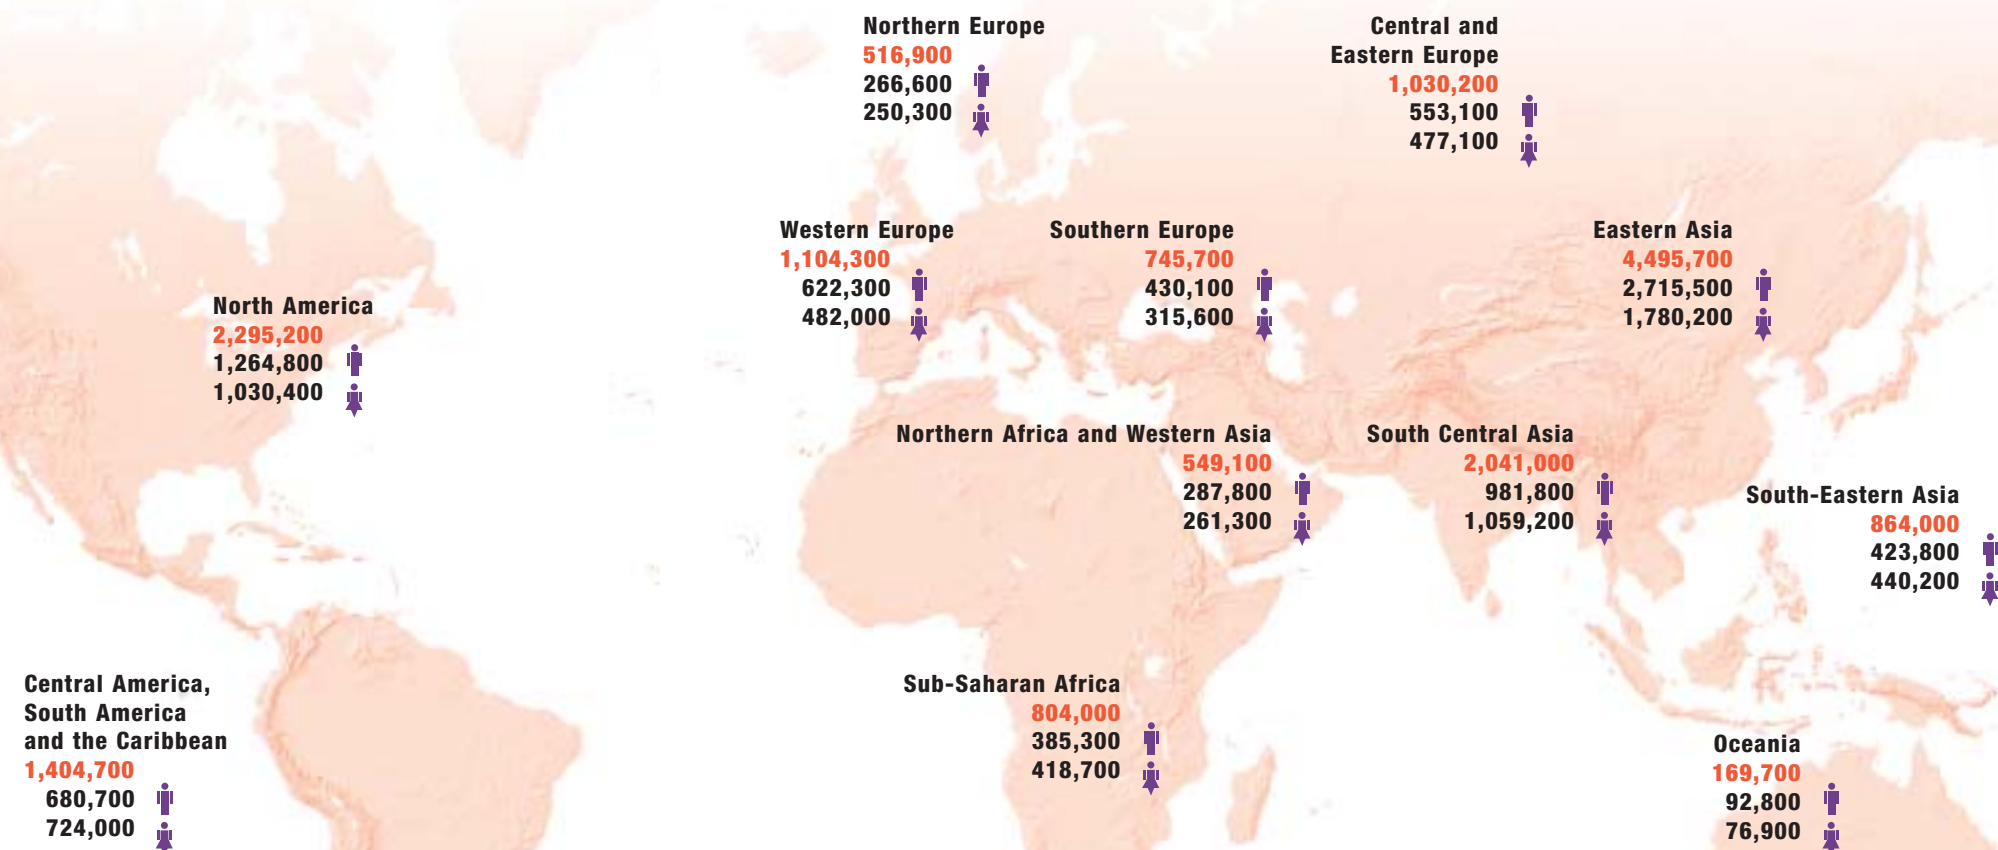 Northern Europe
516,900
266,600
250,300
Central and
Eastern Europe
1,030,200
553,100
477,100
Western Europe
1,104,300
622,300
482,000
Southern Europe
745,700
430,100
315,600
Eastern Asia
4,495,700
2,715,500
1,780,200
North America
2,295,200
1,264,800
1,030,400
Northern Africa and Western Asia
549,100
287,800
261,300
South Central Asia
2,041,000
981,800
1,059,200
South-Eastern Asia
864,000
423,800
440,200
Central America,
South America
and the Caribbean
1,404,700
680,700
724,000
Sub-Saharan Africa
804,000
385,300
418,700
Oceania
169,700
92,800
76,900